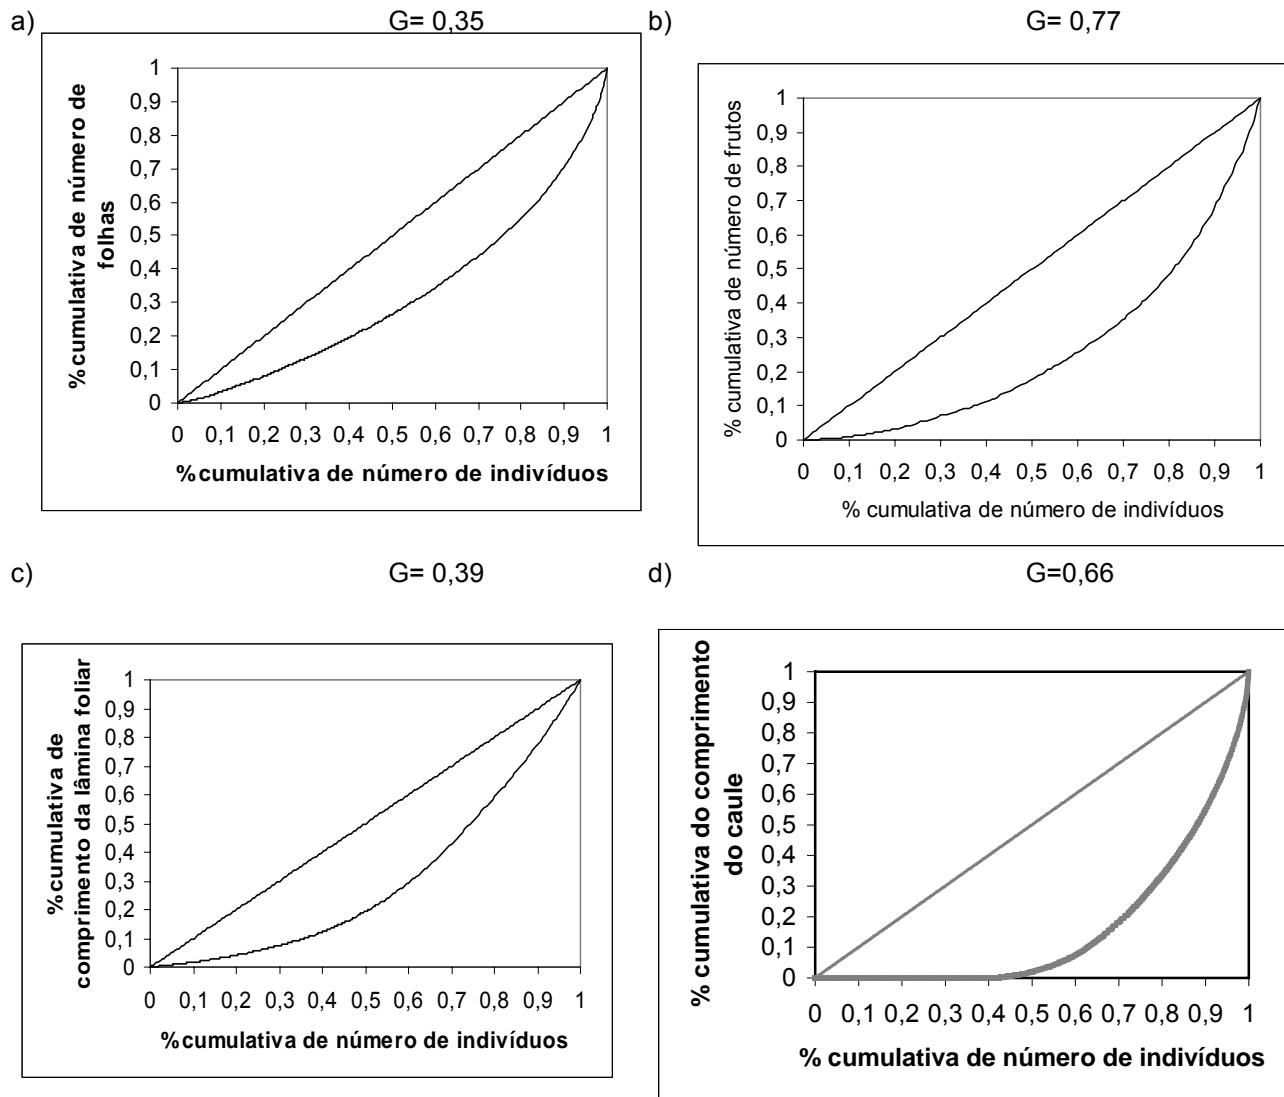 a)
G= 0,35
% cumulativa de número de
folhas
1
0,9
0,8
0,7
0,6
0,5
0,4
0,3
0,2
0,1
0
0 0,1 0,2 0,3 0,4 0,5 0,6 0,7 0,8 0,9 1
% cumulativa de número de indivíduos
b)
G= 0,77
% cumulativa de número de frutos
1
0,9
0,8
0,7
0,6
0,5
0,4
0,3
0,2
0,1
0
0 0,1 0,2 0,3 0,4 0,5 0,6 0,7 0,8 0,9 1
% cumulativa de número de indivíduos
c)
G= 0,39
% cumulativa de
comprimento da lâmina foliar
1
0,9
0,8
0,7
0,6
0,5
0,4
0,3
0,2
0,1
0
0 0,1 0,2 0,3 0,4 0,5 0,6 0,7 0,8 0,9 1
% cumulativa de número de indivíduos
d)
G=0,66
% cumulativa do comprimento
do caule
1
0,9
0,8
0,7
0,6
0,5
0,4
0,3
0,2
0,1
0
0 0,1 0,2 0,3 0,4 0,5 0,6 0,7 0,8 0,9 1
% cumulativa de número de indivíduos